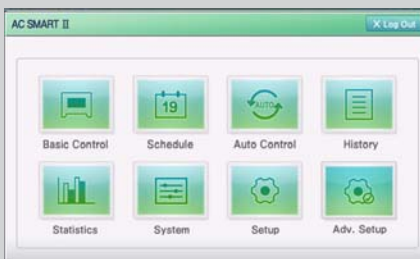 AC SMART II
X Log Out
19
AUTO
Basic Control Schedule Auto Control History
Statistics System Setup Adv. Setup